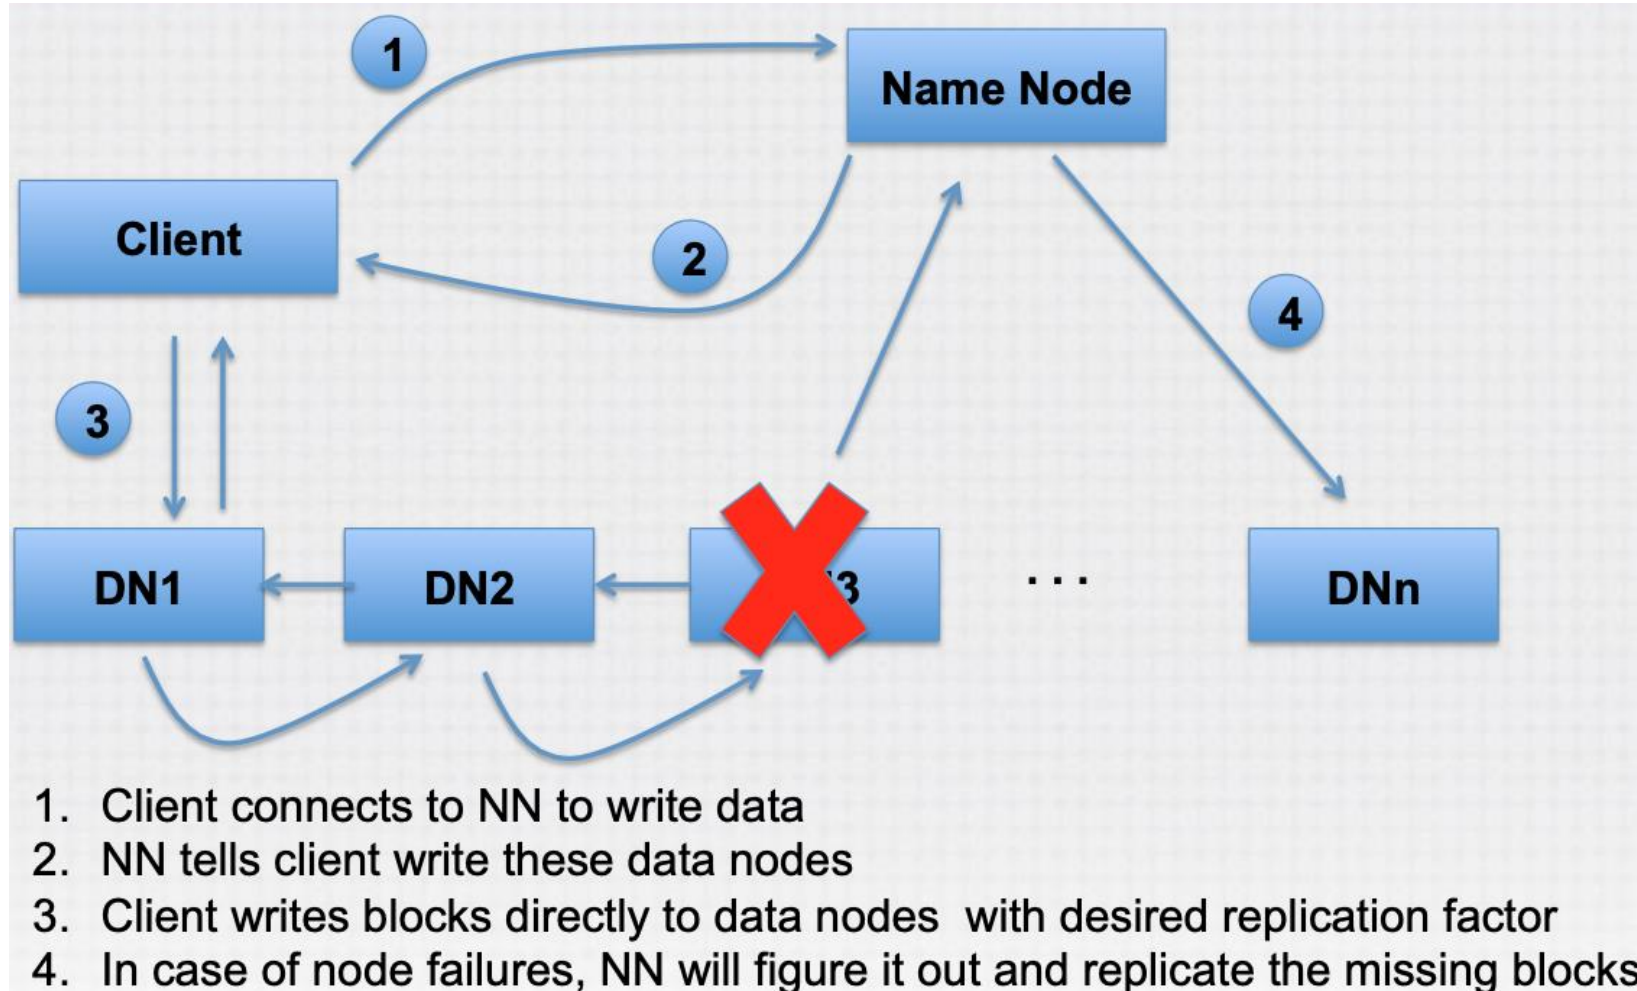 1
Name Node
Client
2
4
3
DN1
DN2
3
. . .
DNn
1. Client connects to NN to write data
2. NN tells client write these data nodes
3. Client writes blocks directly to data nodes with desired replication factor
4. In case of node failures, NN will figure it out and replicate the missing blocks